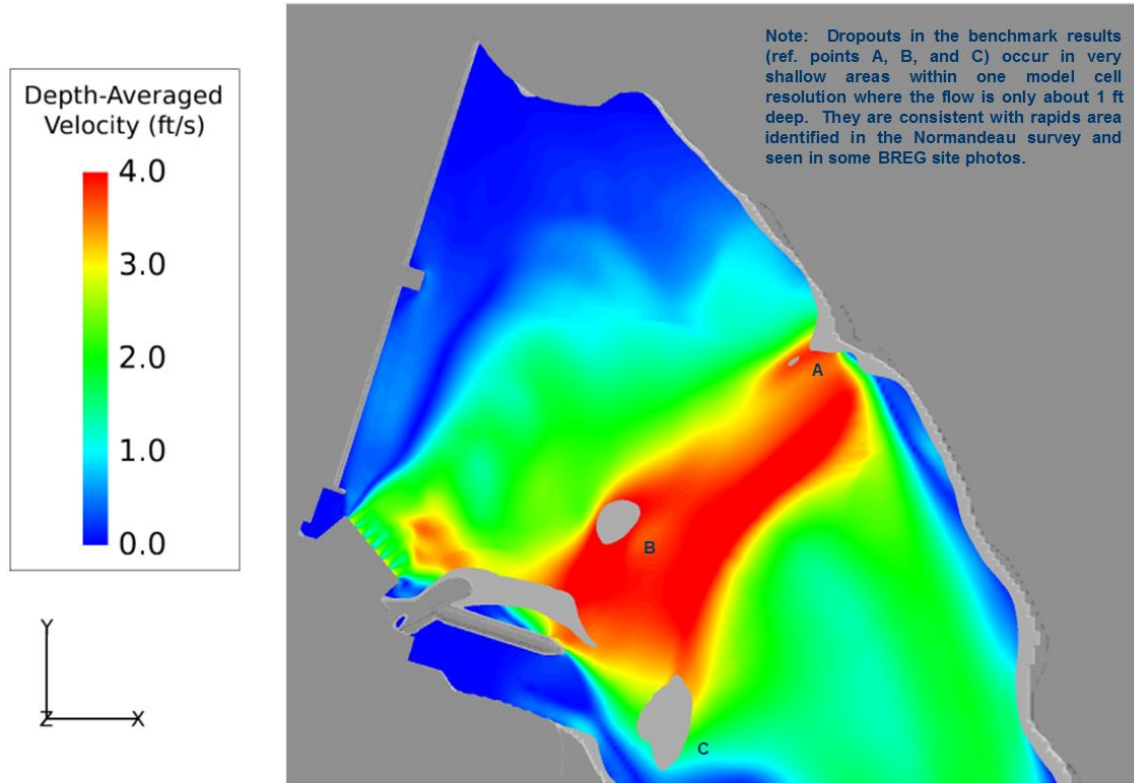 Depth-Averaged
Velocity (ft/s)
4.0
3.0
2.0
1.0
0.0
Y
Z
X
Note: Dropouts in the benchmark results
(ref. points A, B, and C) occur in very
shallow areas within one model cell
resolution where the flow is only about 1 ft
deep. They are consistent with rapids area
identified in the Normandeau survey and
seen in some BREG site photos.
A
B
C